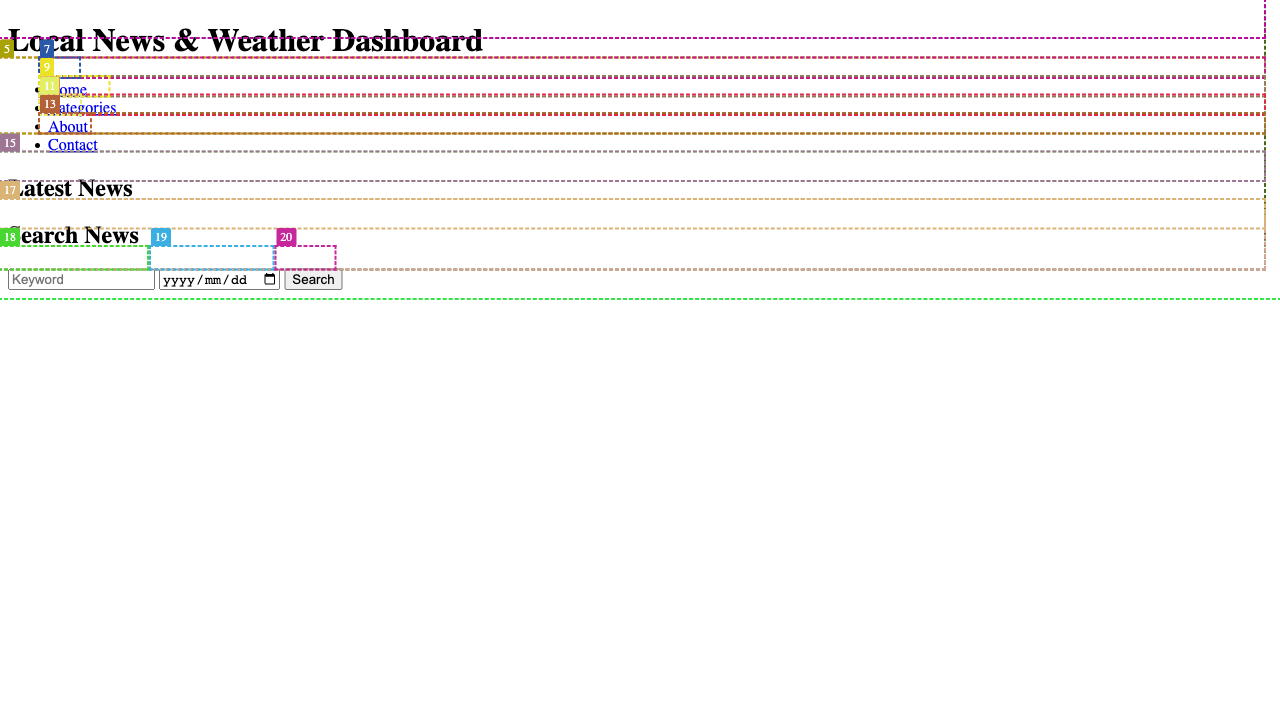 Local News & Weather Dashboard
5 7
9
11 Home
13 Categories
About
15 Contact
17 Latest News
Search News
18 19 20
Keyword yyyy/mm/dd Search